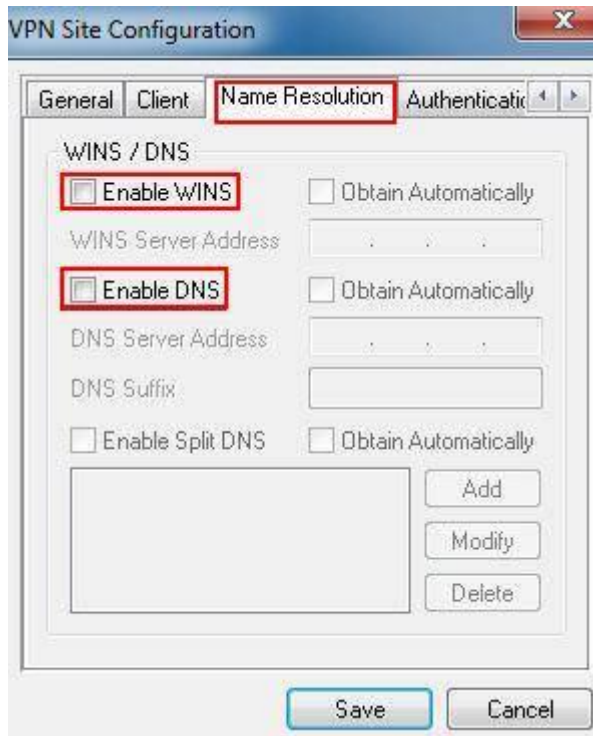 VPN Site Configuration
General Client Name Resolution Authenticatic
WINS / DNS
Enable WINS Obtain Automatically
WINS Server Address
Enable DNS Obtain Automatically
DNS Server Address
DNS Suffix
Enable Split DNS Obtain Automatically
Add
Modify
Delete
Save Cancel